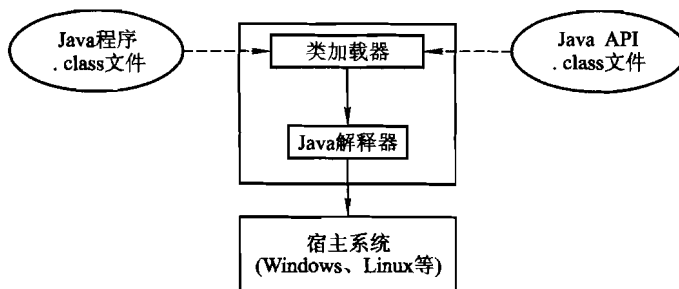 Java程序
.class文件
类加载器
Java API
.class文件
Java解释器
宿主系统
(Windows、Linux等)